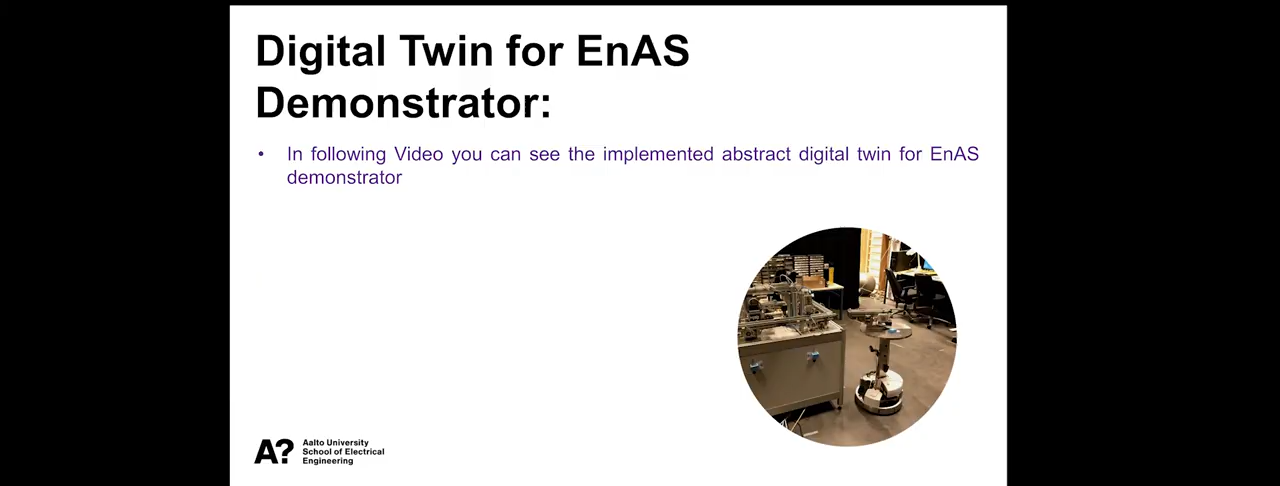 Digital Twin for EnAS
Demonstrator:
• In following Video you can see the implemented abstract digital twin for EnAS
demonstrator
A?
Aalto University
School of Electrical
Engineering